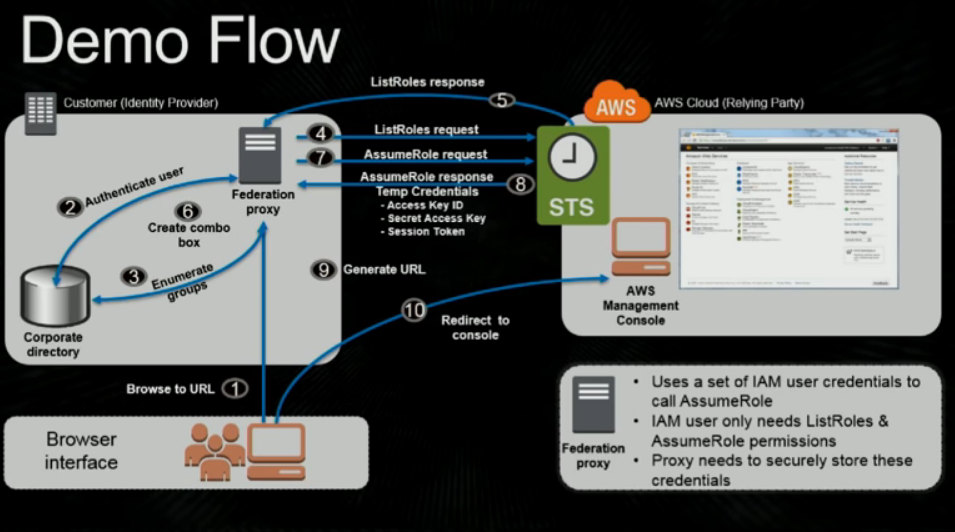 Demo Flow
Customer (Identity Provider)
ListRoles response
5
AWS
AWS Cloud (Relying Party)
4
ListRoles request
7
AssumeRole request
AssumeRole response
8
Temp Credentials
- Access Key ID
- Secret Access Key
- Session Token
STS
Federation
proxy
2
Authenticate user
6
Create combo
box
3
Enumerate
groups
9
Generate URL
10
Redirect to
console
AWS
Management
Console
Corporate
directory
Browse to URL
1
Browser
interface
Federation
proxy
• Uses a set of IAM user credentials to
call AssumeRole
• IAM user only needs ListRoles &
AssumeRole permissions
• Proxy needs to securely store these
credentials
Amazon Web Services